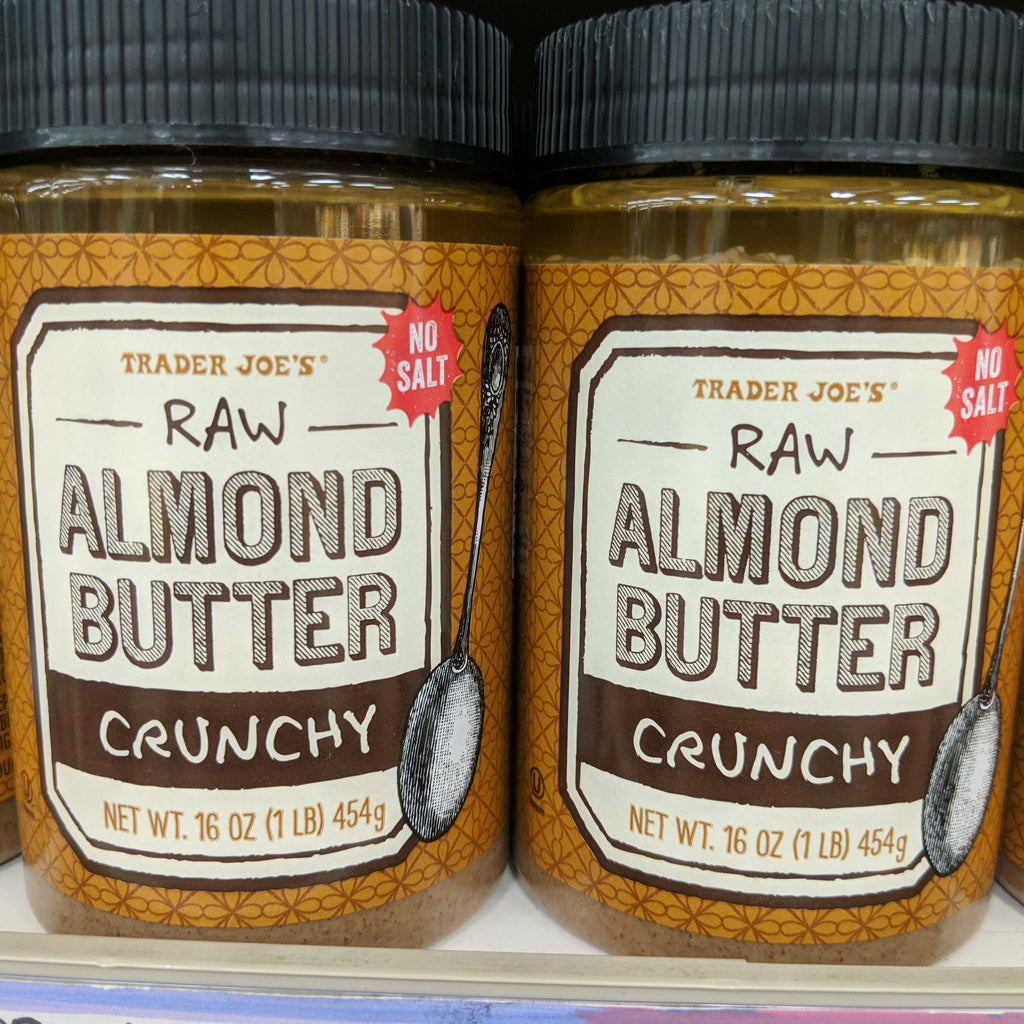 TRADER JOE'S®
RAW
ALMOND
BUTTER
CRUNCHY
NET WT. 16 OZ (1 LB) 454g
NO
SALT
TRADER JOE'S®
RAW
ALMOND
BUTTER
CRUNCHY
NET WT. 16 OZ (1 LB) 454g
NO
SALT